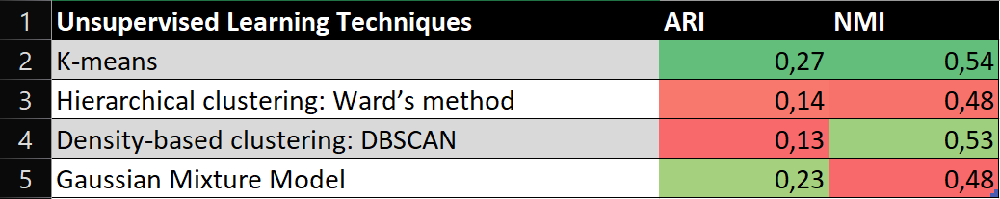 1 Unsupervised Learning Techniques ARI NMI
2 K-means 0,27 0,54
3 Hierarchical clustering: Ward’s method 0,14 0,48
4 Density-based clustering: DBSCAN 0,13 0,53
5 Gaussian Mixture Model 0,23 0,48